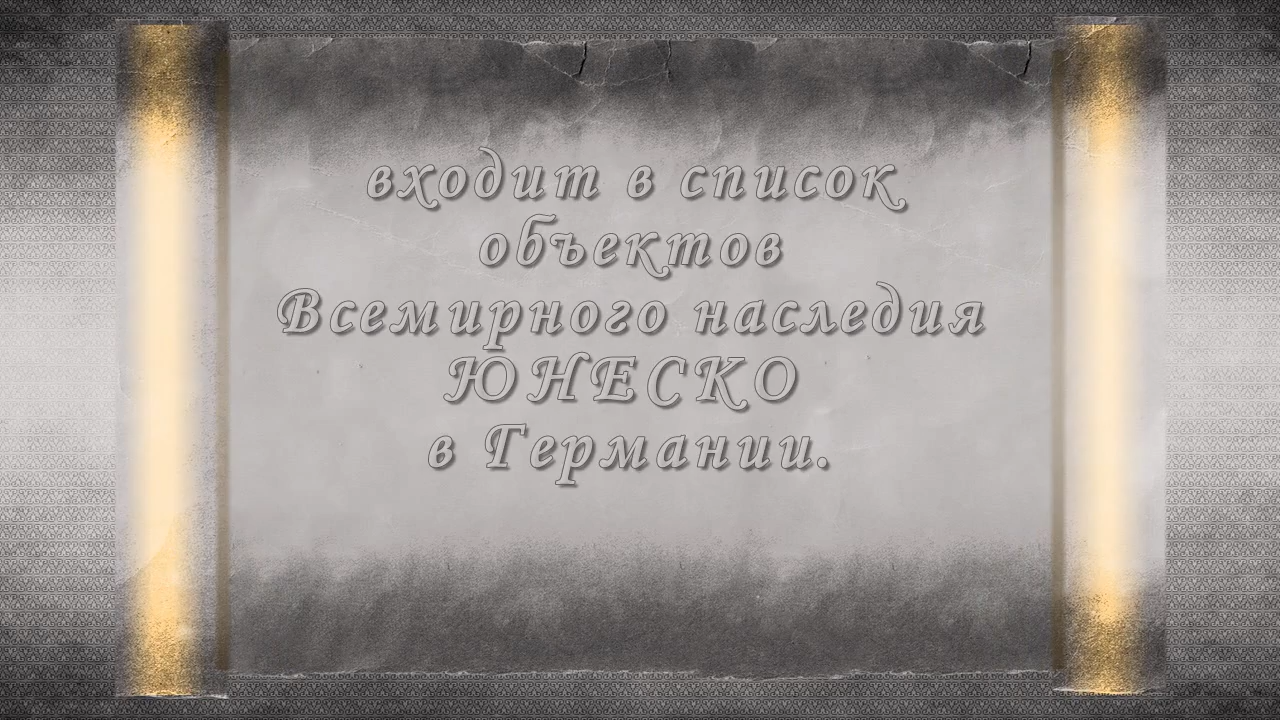 входит в список
объектов
Всемирного наследия
ЮНЕСКО
в Германии.